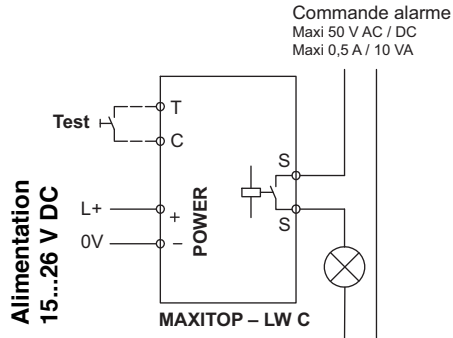 Commande alarme
Maxi 50 V AC / DC
Maxi 0,5 A / 10 VA
Test
T
C
S
S
Alimentation
15...26 V DC
L+
0V
+
–
POWER
MAXITOP – LW C